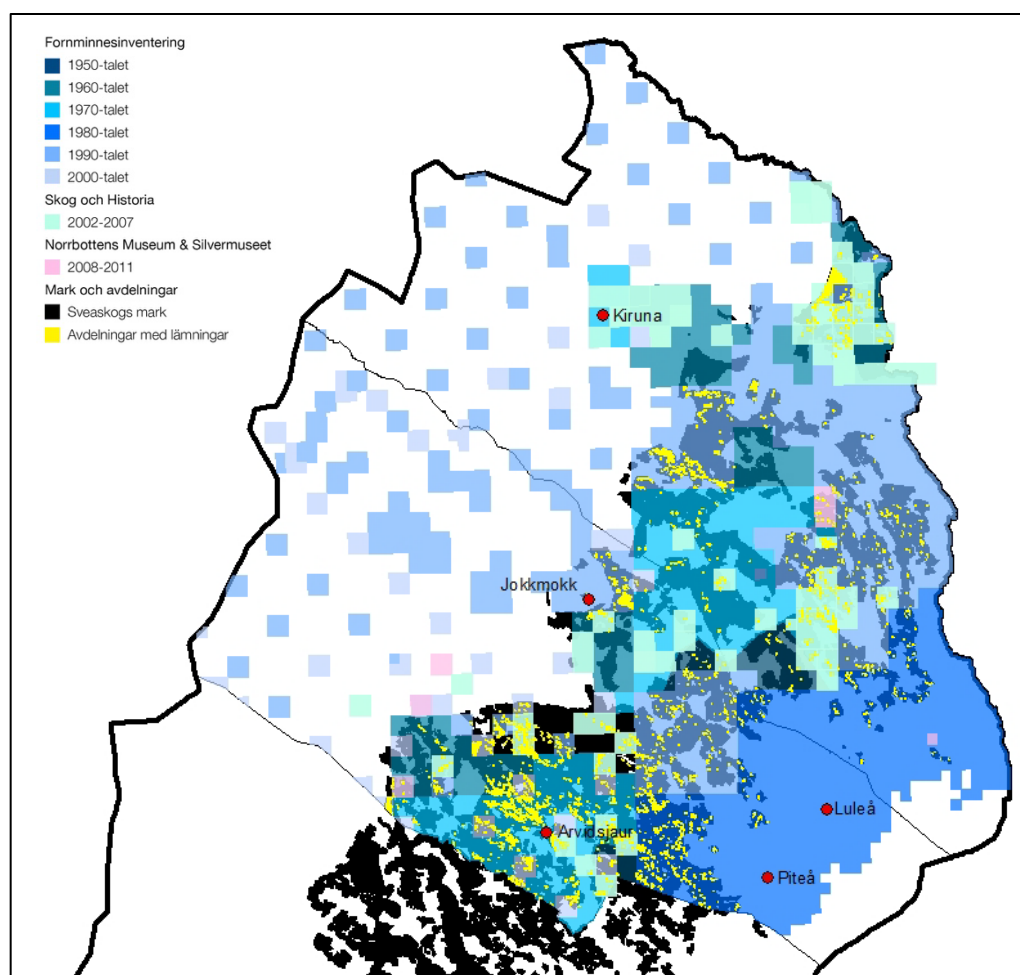 Fornminnesinventering
1950-talet
1960-talet
1970-talet
1980-talet
1990-talet
2000-talet
Skog och Historia
2002-2007
Norrbottens Museum & Silvermuseet
2008-2011
Mark och avdelningar
Sveaskogs mark
Avdelningar med lämningar
Kiruna
Jokkmokk
Luleå
Arvidsjaur
Piteå